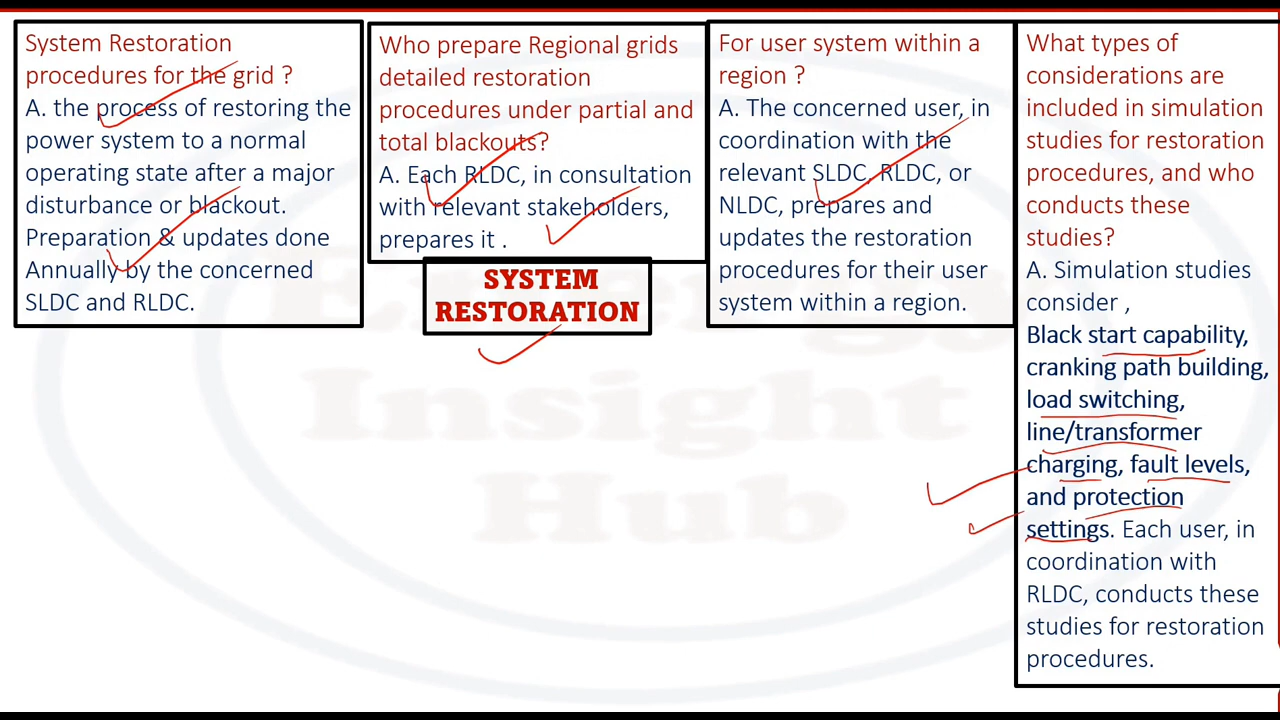 System Restoration
procedures for the grid ?
A. the process of restoring the
power system to a normal
operating state after a major
disturbance or blackout.
Preparation & updates done
Annually by the concerned
SLDC and RLDC.
Who prepare Regional grids
detailed restoration
procedures under partial and
total blackouts?
A. Each RLDC, in consultation
with relevant stakeholders,
prepares it .
SYSTEM
RESTORATION
For user system within a
region ?
A. The concerned user, in
coordination with the
relevant SLDC, RLDC, or
NLDC, prepares and
updates the restoration
procedures for their user
system within a region.
What types of
considerations are
included in simulation
studies for restoration
procedures, and who
conducts these
studies?
A. Simulation studies
consider ,
Black start capability,
cranking path building,
load switching,
line/transformer
charging, fault levels,
and protection
settings. Each user, in
coordination with
RLDC, conducts these
studies for restoration
procedures.
Insight
Hub